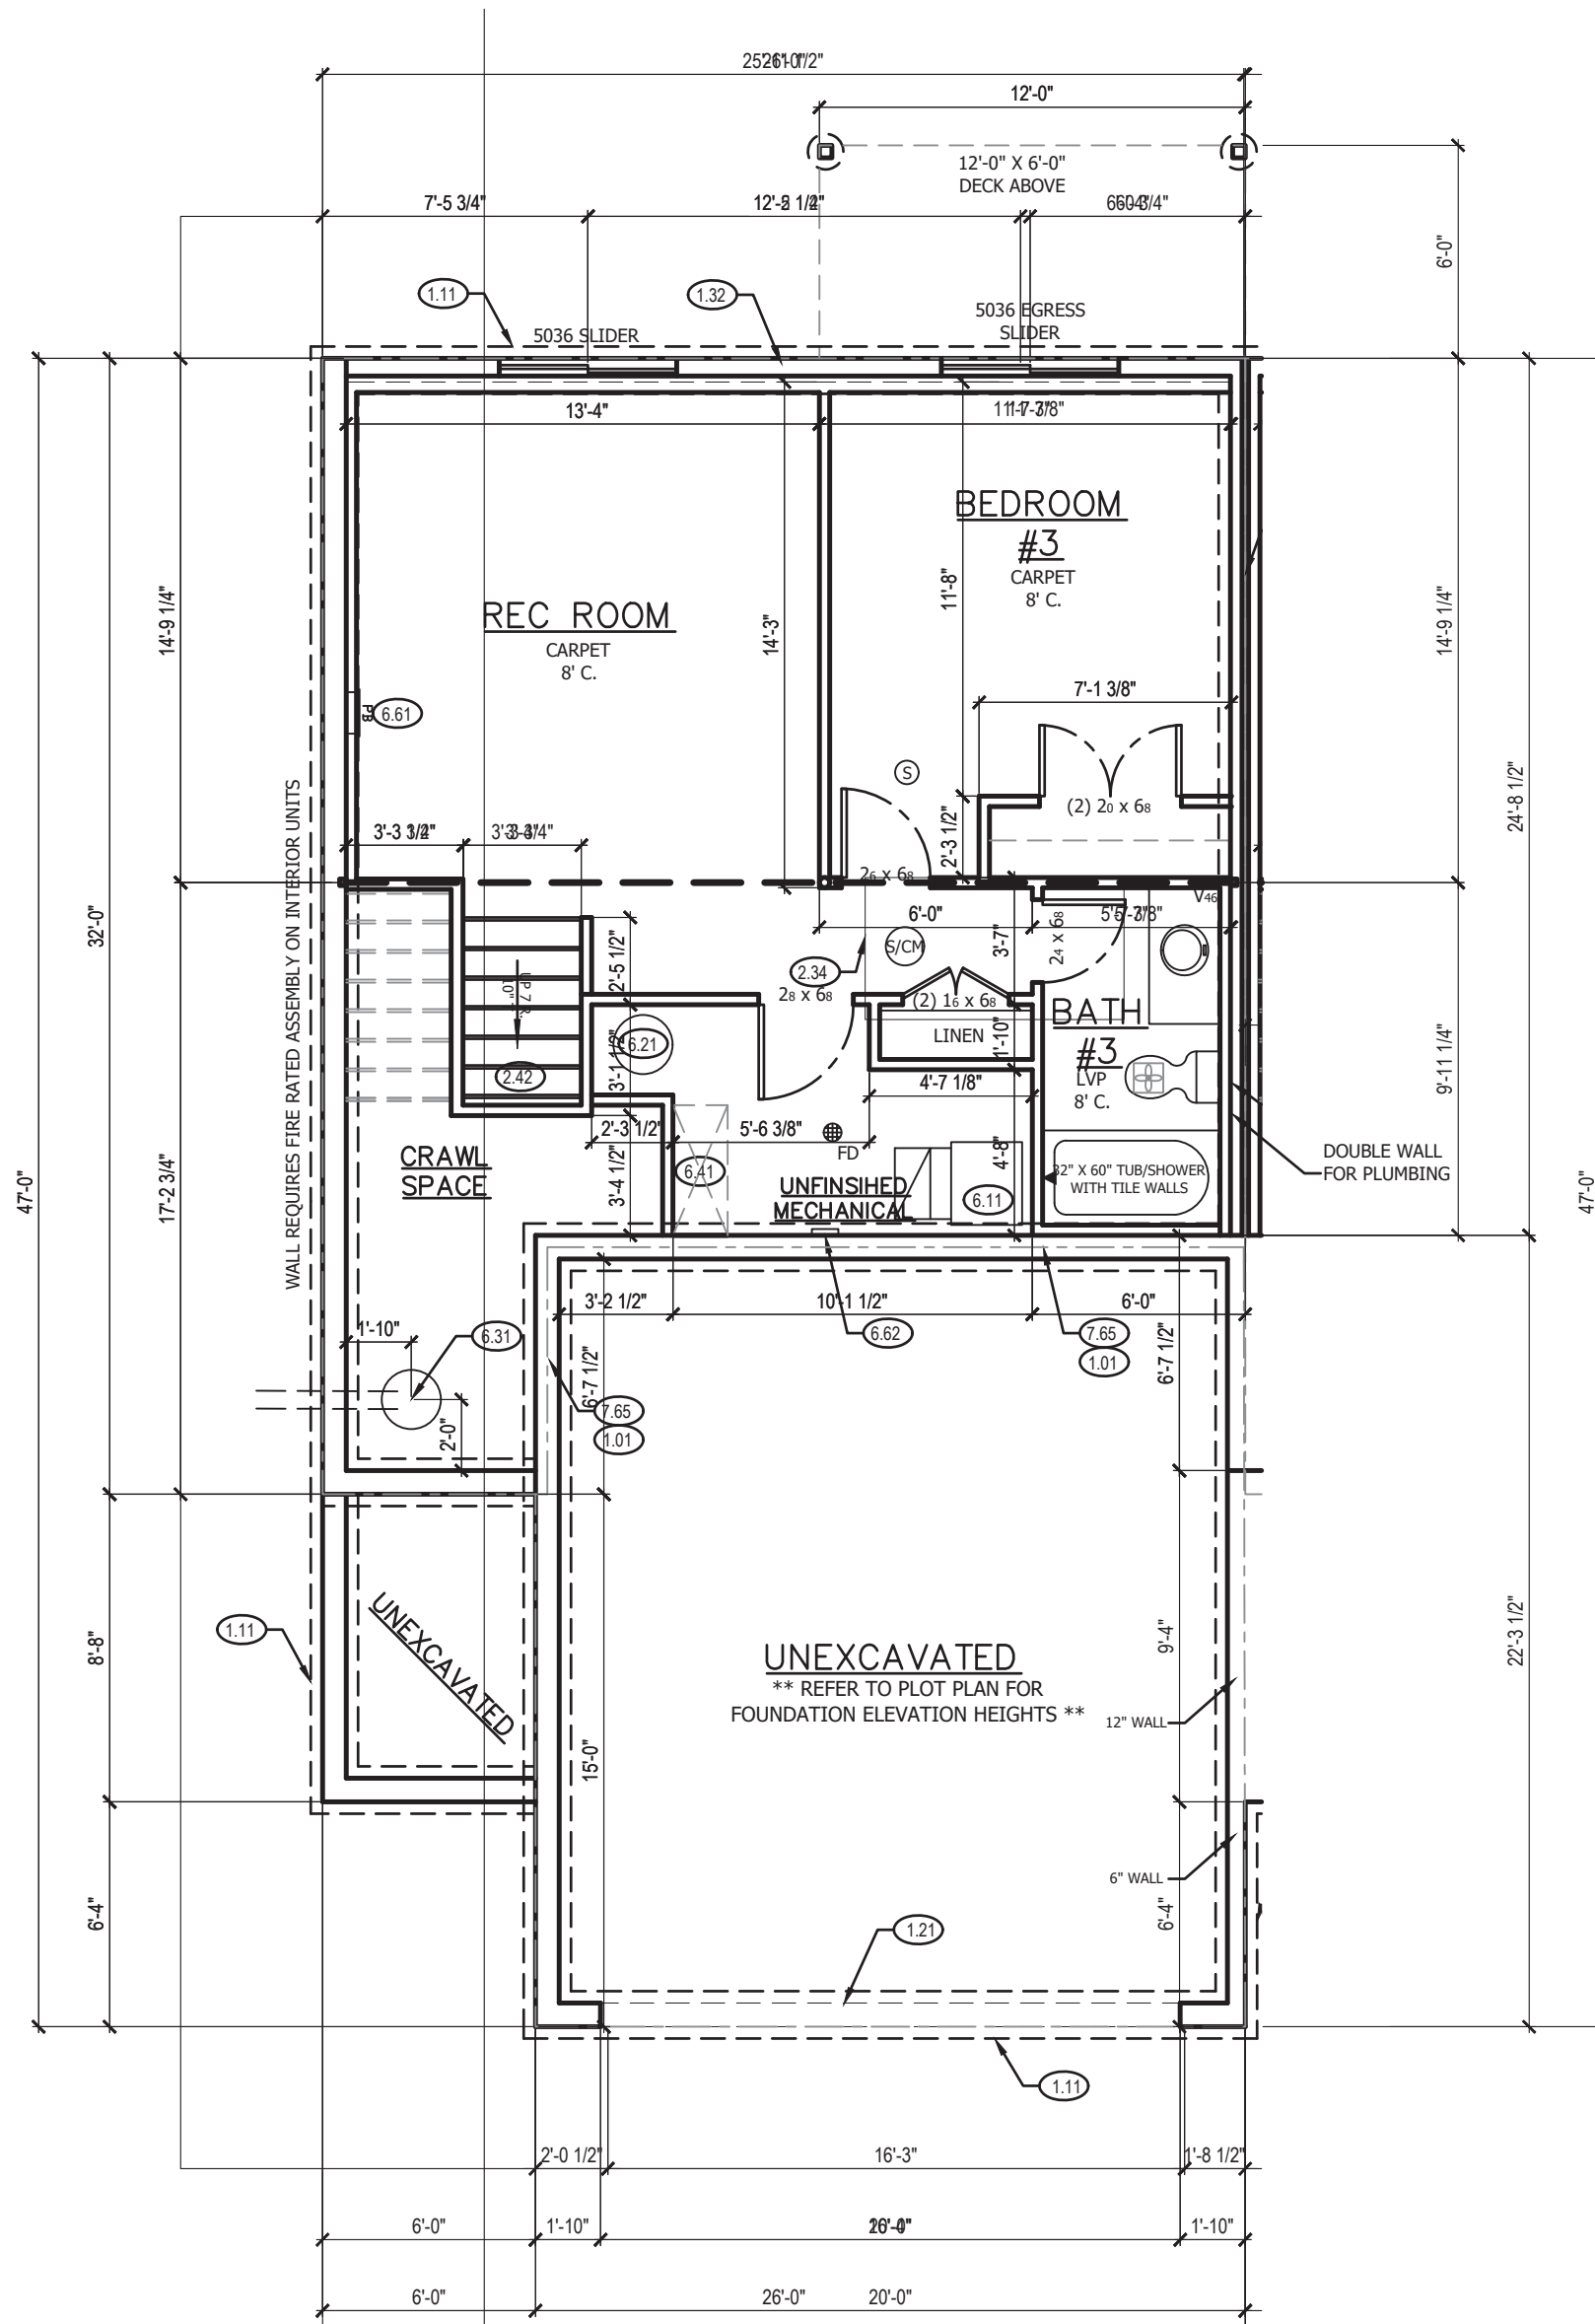 12'-0"
12'-0" X 6'-0"
DECK ABOVE
7'-5 3/4"
6'-0"
1.11
1.32
5036 SLIDER
5036 EGRESS
SLIDER
13'-4"
BEDROOM
#3
CARPET
8' C.
11'-8"
14'-9 1/4"
REC ROOM
CARPET
8' C.
14'-3"
14'-9 1/4"
7'-1 3/8"
6.61
PB
S
(2) 20 x 68
24'-8 1/2"
WALL REQUIRES FIRE RATED ASSEMBLY ON INTERIOR UNITS
2'-3 1/2"
26 x 68
V46
32'-0"
6'-0"
24 x 68
S/CM
3'-7"
2.34
28 x 68
2'-5 1/2"
UP 7 R.
10"
(2) 16 x 68
LINEN
1'-10"
BATH
#3
LVP
8' C.
6.21
3'-1 1/2"
2.42
4'-7 1/8"
9'-11 1/4"
2'-3 1/2"
5'-6 3/8"
FD
4'-8"
DOUBLE WALL
FOR PLUMBING
CRAWL
SPACE
3'-4 1/2"
6.41
UNFINSIHED
MECHANICAL
6.11
32" X 60" TUB/SHOWER
WITH TILE WALLS
47'-0"
17'-2 3/4"
47'-0"
3'-2 1/2"
10'-1 1/2"
6'-0"
1'-10"
6.31
6.62
7.65
1.01
6'-7 1/2"
6'-7 1/2"
7.65
1.01
2'-0"
UNEXCAVATED
1.11
8'-8"
UNEXCAVATED
** REFER TO PLOT PLAN FOR
FOUNDATION ELEVATION HEIGHTS **
9'-4"
22'-3 1/2"
12" WALL
15'-0"
6" WALL
6'-4"
6'-4"
1.21
1.11
2'-0 1/2"
16'-3"
1'-8 1/2"
6'-0"
1'-10"
1'-10"
6'-0"
26'-0"
20'-0"